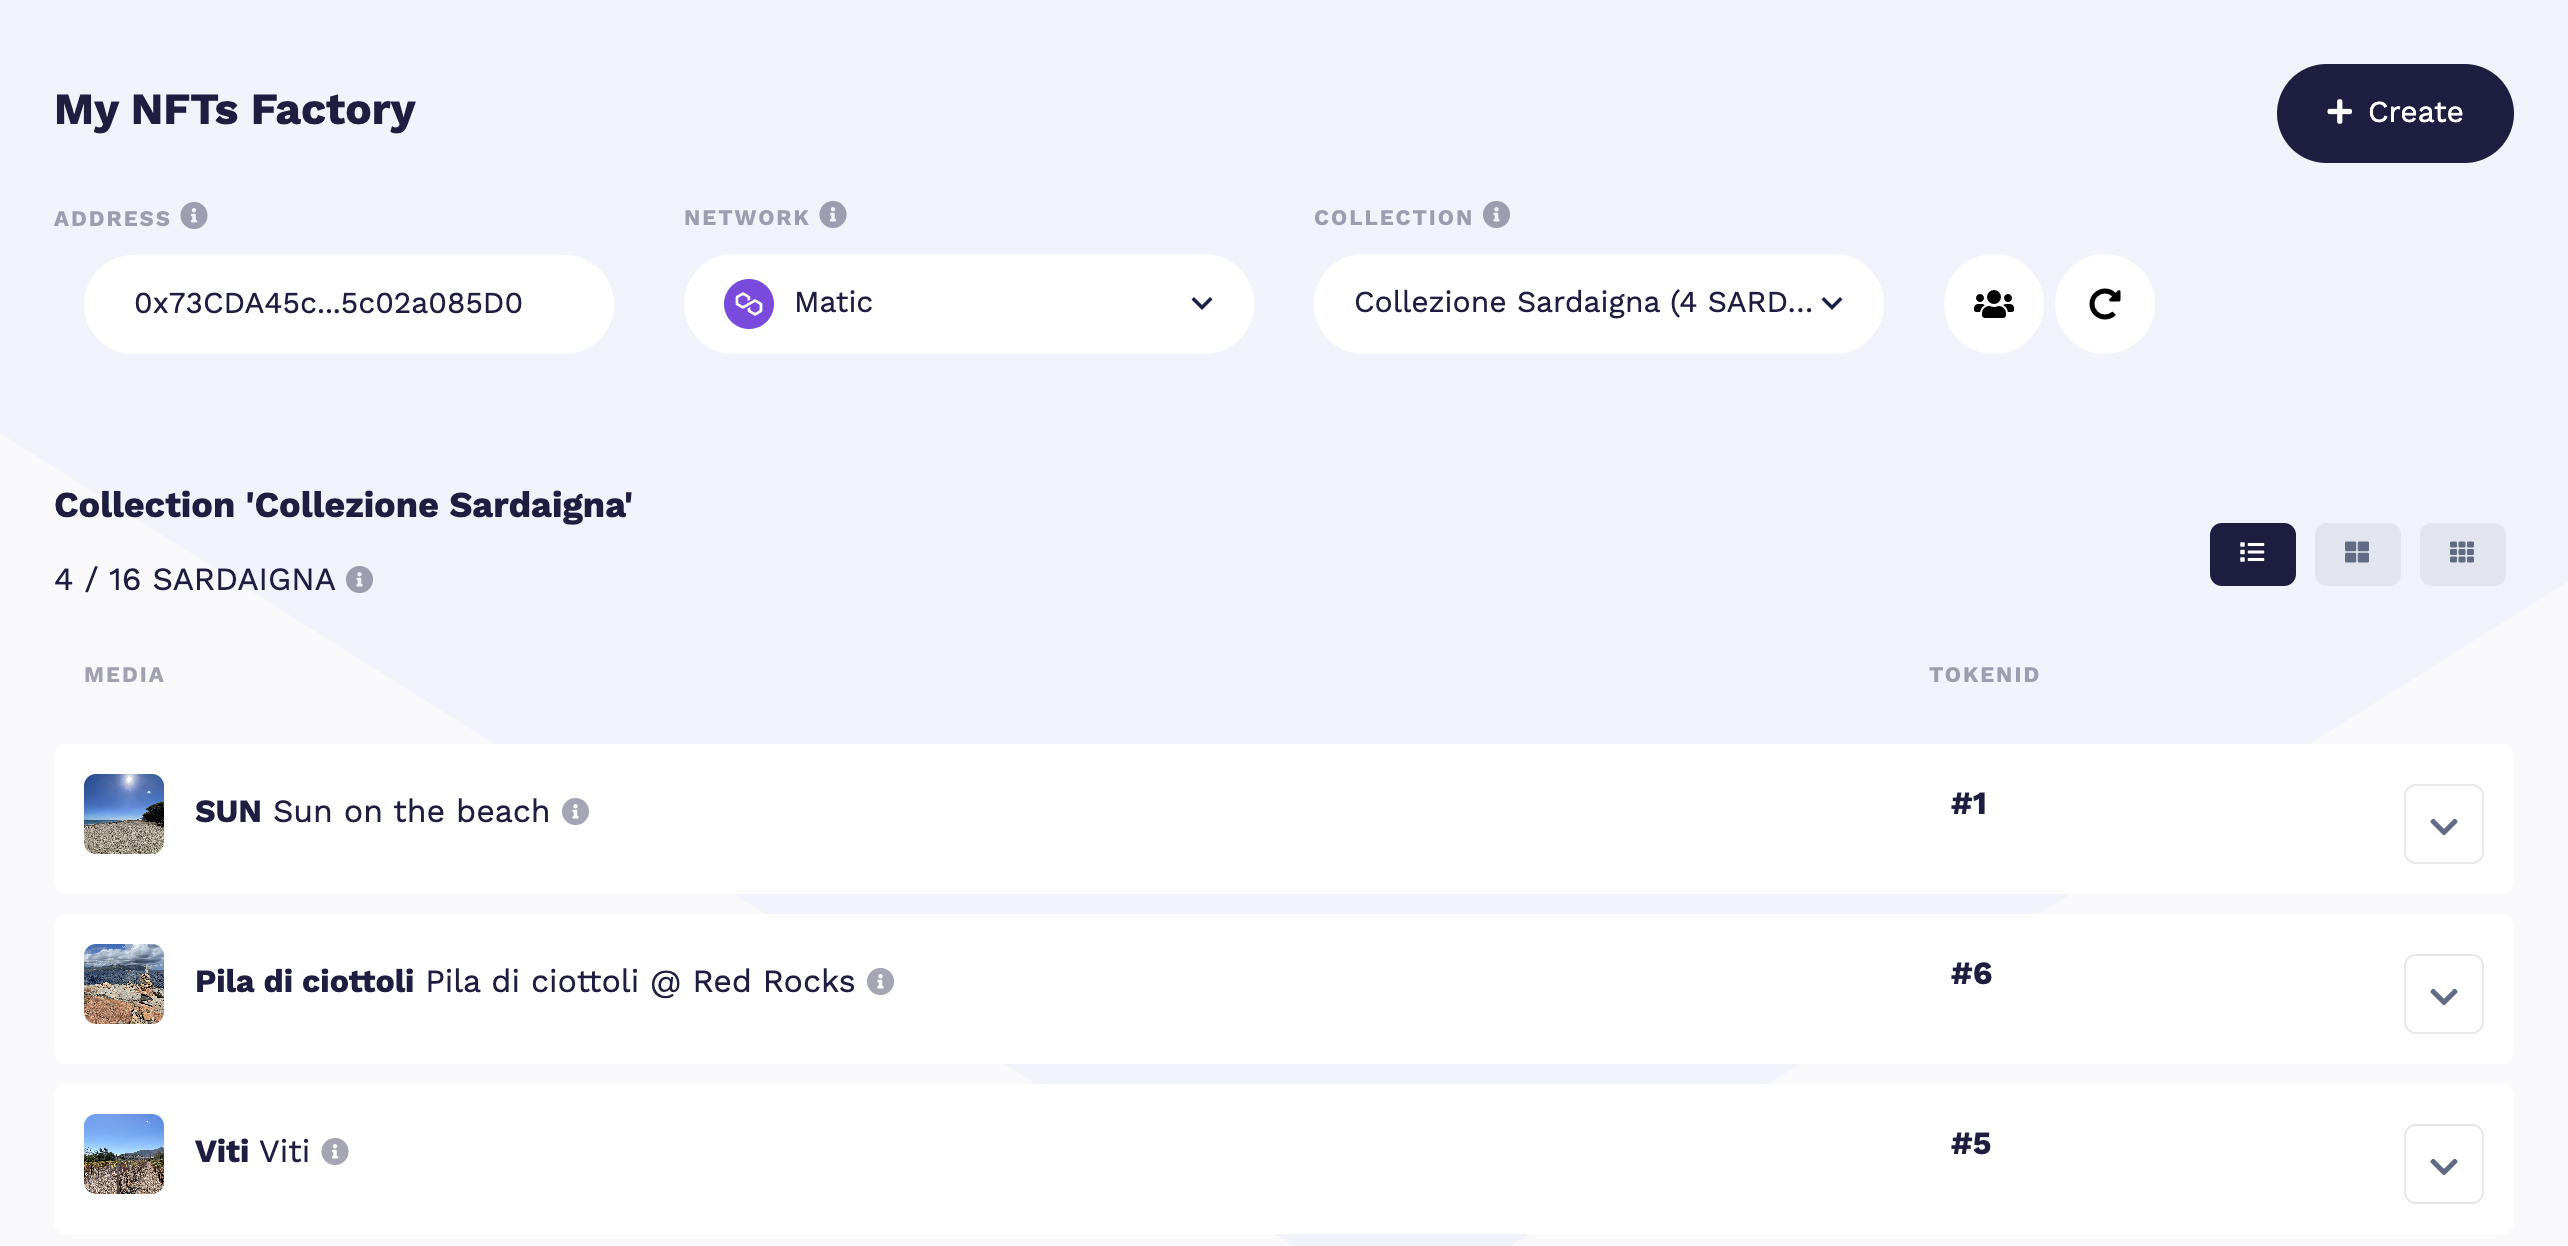 My NFTs Factory
Create
ADDRESS
NETWORK
COLLECTION
0x73CDA45c...5c02a085D0
Matic
Collezione Sardaigna (4 SARD...
Collection 'Collezione Sardaigna'
4 / 16 SARDAIGNA
MEDIA
TOKENID
SUN Sun on the beach
#1
Pila di ciottoli Pila di ciottoli @ Red Rocks
#6
Viti Viti
#5